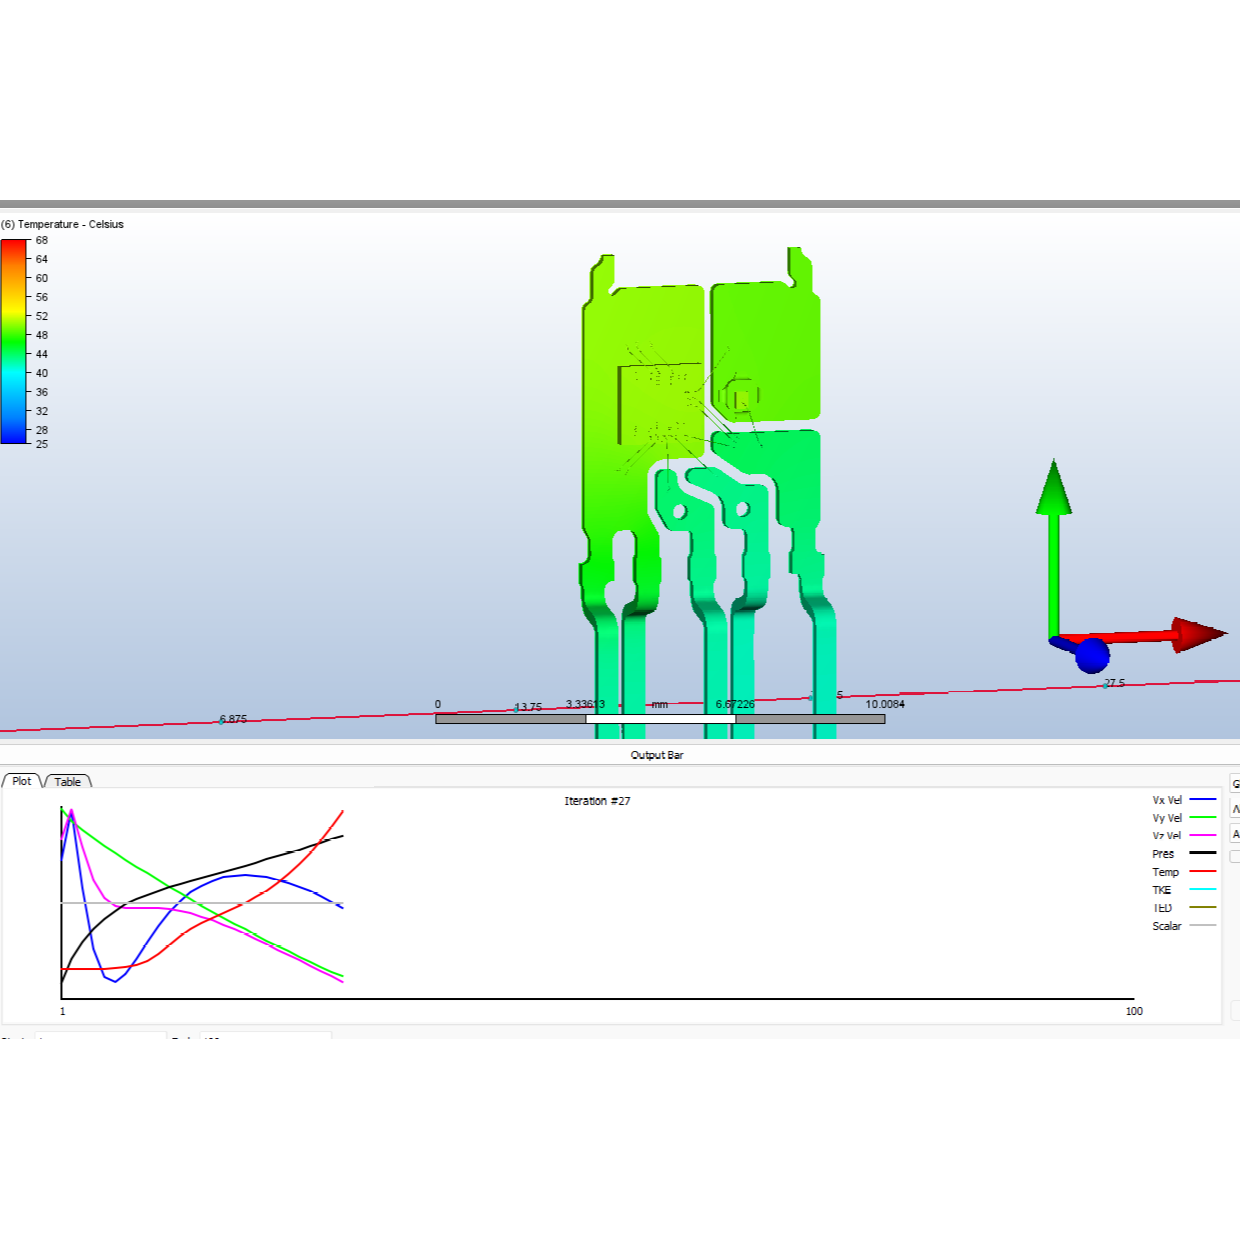 (6) Temperature - Celsius
68
64
60
56
52
48
44
40
36
32
28
25
27.5
5
0
3.33613
mm
6.67226
10.0084
13.75
6.875
Output Bar
Plot
Table
Iteration #27
Vx Vel
Vy Vel
Vz Vel
Pres
Temp
TKE
TED
Scalar
1
100
G
A